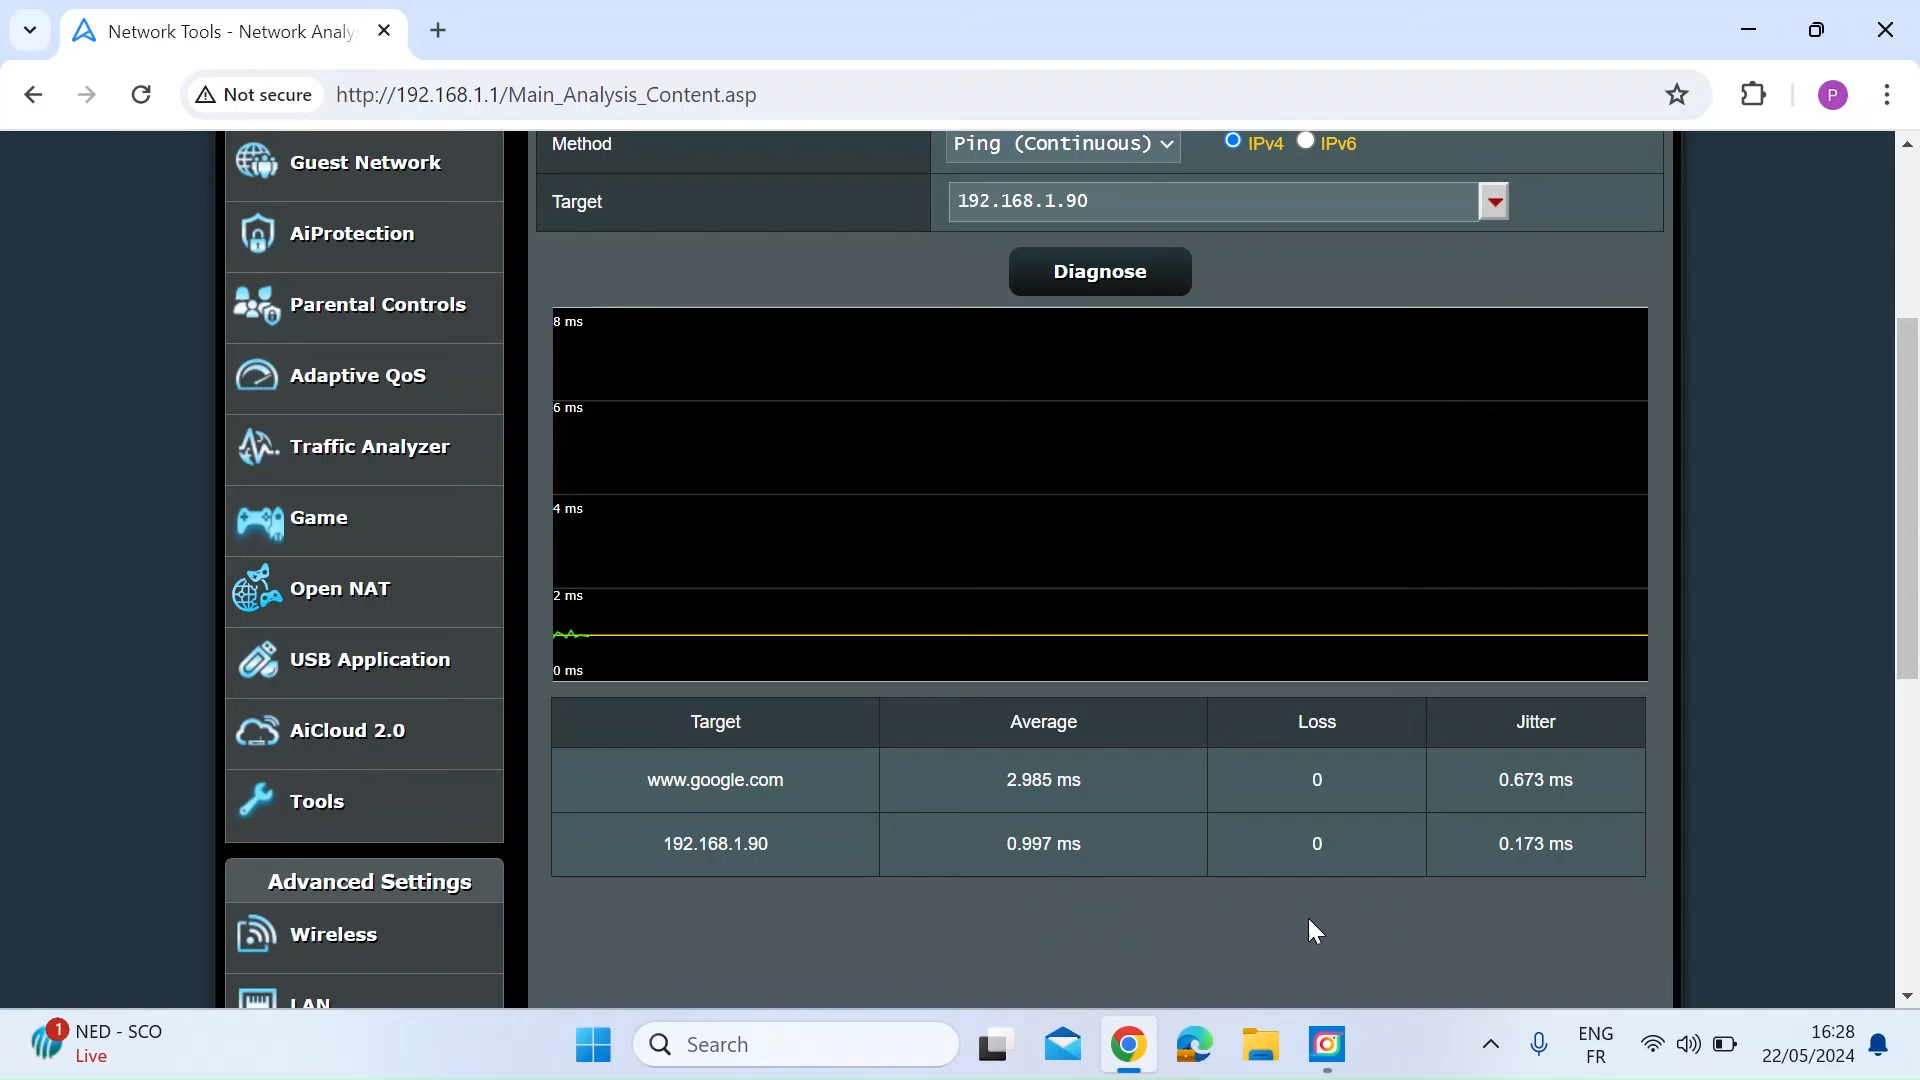 Network Tools - Network Analy
Not secure
http://192.168.1.1/Main_Analysis_Content.asp
P
Guest Network
AiProtection
Parental Controls
Adaptive QoS
Traffic Analyzer
Game
Open NAT
USB Application
AiCloud 2.0
Tools
Advanced Settings
Wireless
LAN
Method
Ping (Continuous)
IPv4
IPv6
Target
192.168.1.90
Diagnose
8 ms
6 ms
4 ms
2 ms
0 ms
Target Average Loss Jitter
www.google.com 2.985 ms 0 0.673 ms
192.168.1.90 0.997 ms 0 0.173 ms
1
NED - SCO
Live
Search
ENG
FR
16:28
22/05/2024